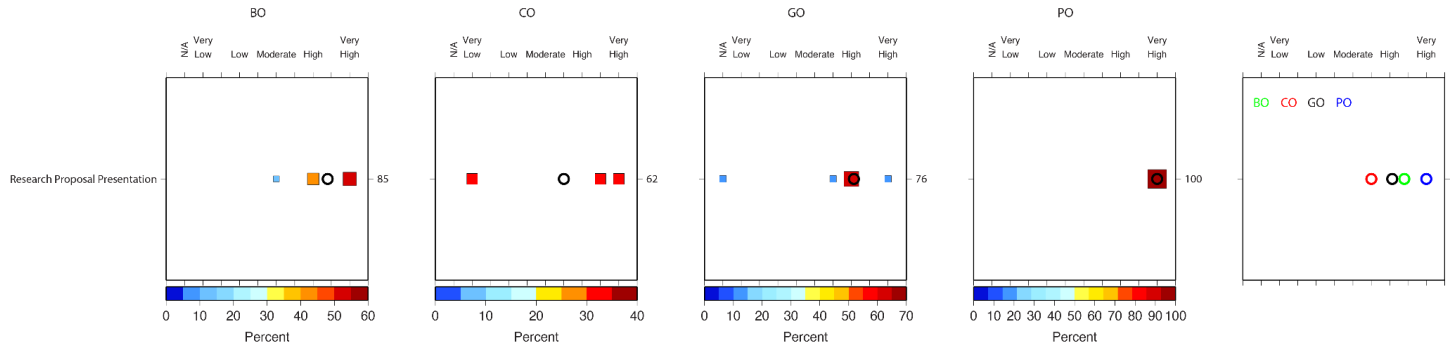 BO CO GO PO
N/A Very Low Low Moderate High Very High N/A Very Low Low Moderate High Very High N/A Very Low Low Moderate High Very High N/A Very Low Low Moderate High Very High N/A Very Low Low Moderate High Very High
BO CO GO PO
Research Proposal Presentation 85 62 76 100
0 10 20 30 40 50 60 0 10 20 30 40 0 10 20 30 40 50 60 70 0 10 20 30 40 50 60 70 80 90 100
Percent Percent Percent Percent